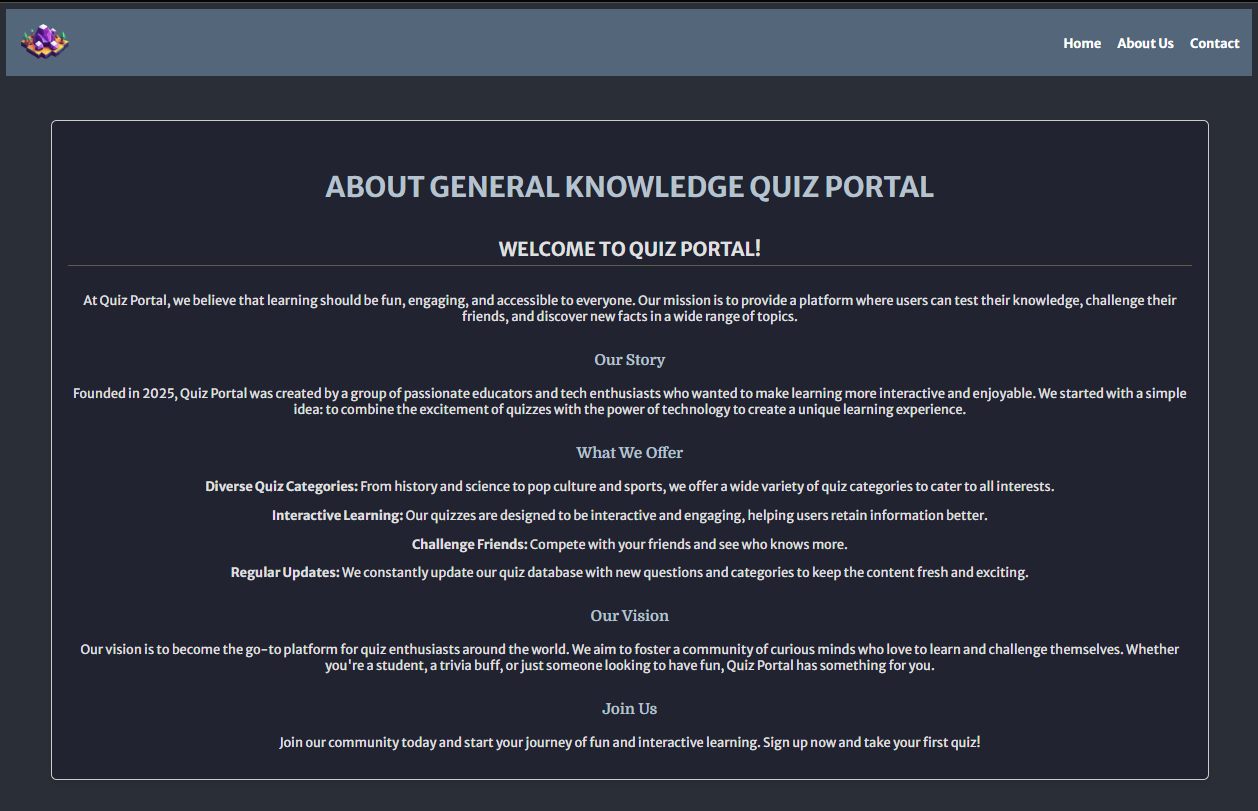 Home About Us Contact
ABOUT GENERAL KNOWLEDGE QUIZ PORTAL
WELCOME TO QUIZ PORTAL!
At Quiz Portal, we believe that learning should be fun, engaging, and accessible to everyone. Our mission is to provide a platform where users can test their knowledge, challenge their
friends, and discover new facts in a wide range of topics.
Our Story
Founded in 2025, Quiz Portal was created by a group of passionate educators and tech enthusiasts who wanted to make learning more interactive and enjoyable. We started with a simple
idea: to combine the excitement of quizzes with the power of technology to create a unique learning experience.
What We Offer
Diverse Quiz Categories: From history and science to pop culture and sports, we offer a wide variety of quiz categories to cater to all interests.
Interactive Learning: Our quizzes are designed to be interactive and engaging, helping users retain information better.
Challenge Friends: Compete with your friends and see who knows more.
Regular Updates: We constantly update our quiz database with new questions and categories to keep the content fresh and exciting.
Our Vision
Our vision is to become the go-to platform for quiz enthusiasts around the world. We aim to foster a community of curious minds who love to learn and challenge themselves. Whether
you're a student, a trivia buff, or just someone looking to have fun, Quiz Portal has something for you.
Join Us
Join our community today and start your journey of fun and interactive learning. Sign up now and take your first quiz!